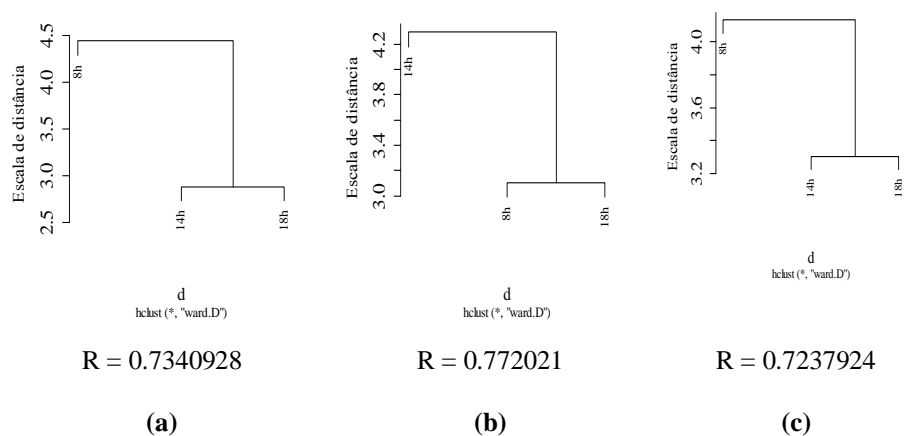 Escala de distância
4.5
4.0
3.5
3.0
2.5
8h
14h
18h
d
hclust (*, "ward.D")
R = 0.7340928
(a)
Escala de distância
4.2
3.8
3.4
3.0
14h
8h
18h
d
hclust (*, "ward.D")
R = 0.772021
(b)
Escala de distância
4.0
3.6
3.2
8h
14h
18h
d
hclust (*, "ward.D")
R = 0.7237924
(c)